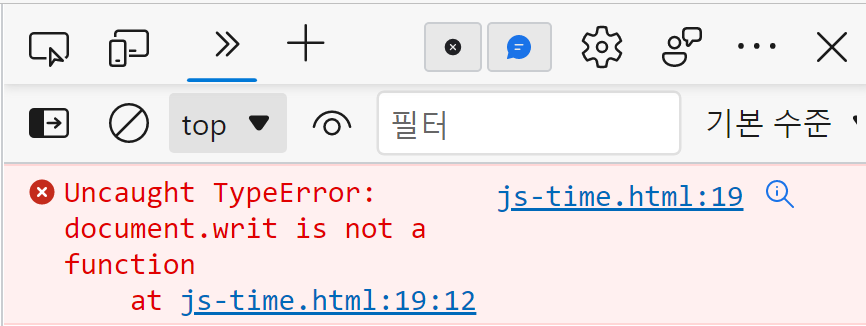 top
필터
기본 수준
Uncaught TypeError: js-time.html:19
document.writ is not a
function
at js-time.html:19:12